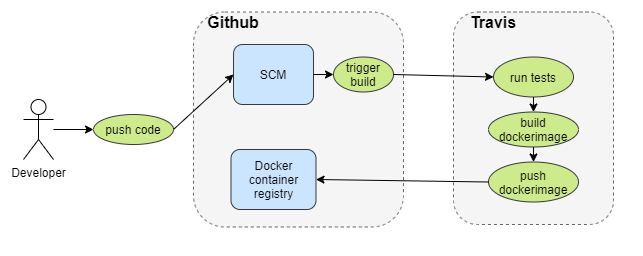 Github
Travis
SCM
trigger
build
run tests
push code
build
dockerimage
Developer
Docker
container
registry
push
dockerimage